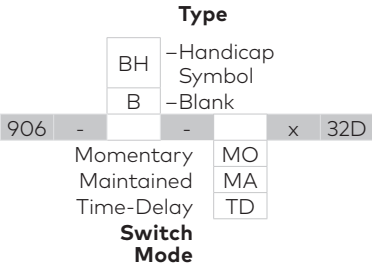 Type
BH –Handicap
Symbol
B –Blank
906 - - x 32D
Momentary MO
Maintained MA
Time-Delay TD
Switch
Mode